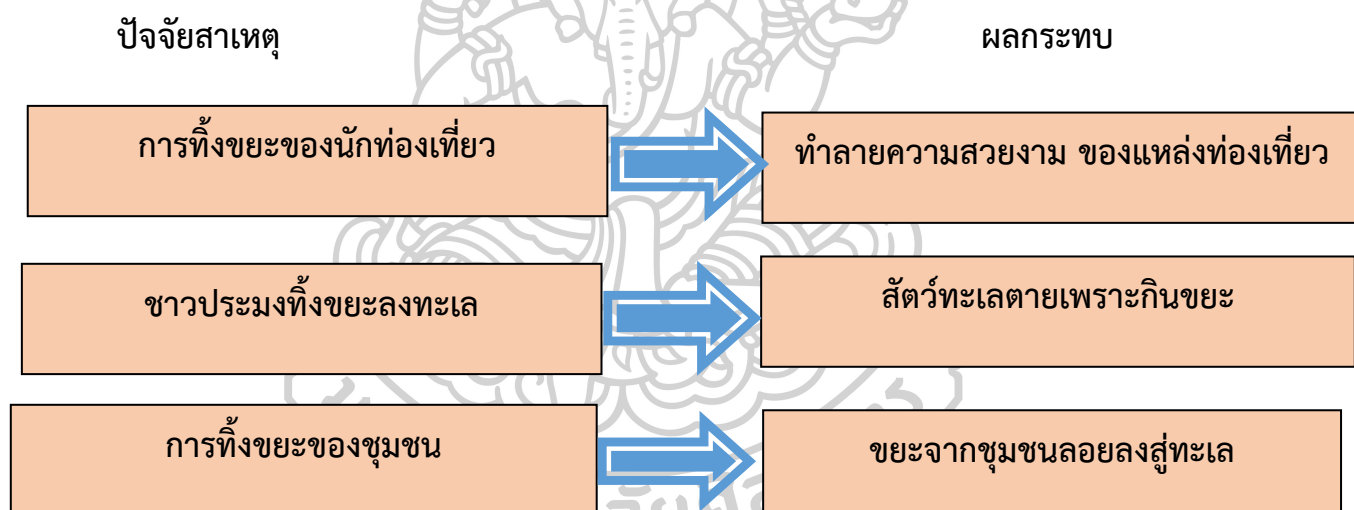 ปัจจัยสาเหตุ
ผลกระทบ
การทิ้งขยะของนักท่องเที่ยว
ทำลายความสวยงาม ของแหล่งท่องเที่ยว
ชาวประมงทิ้งขยะลงทะเล
สัตว์ทะเลตายเพราะกินขยะ
การทิ้งขยะของชุมชน
ขยะจากชุมชนลอยลงสู่ทะเล